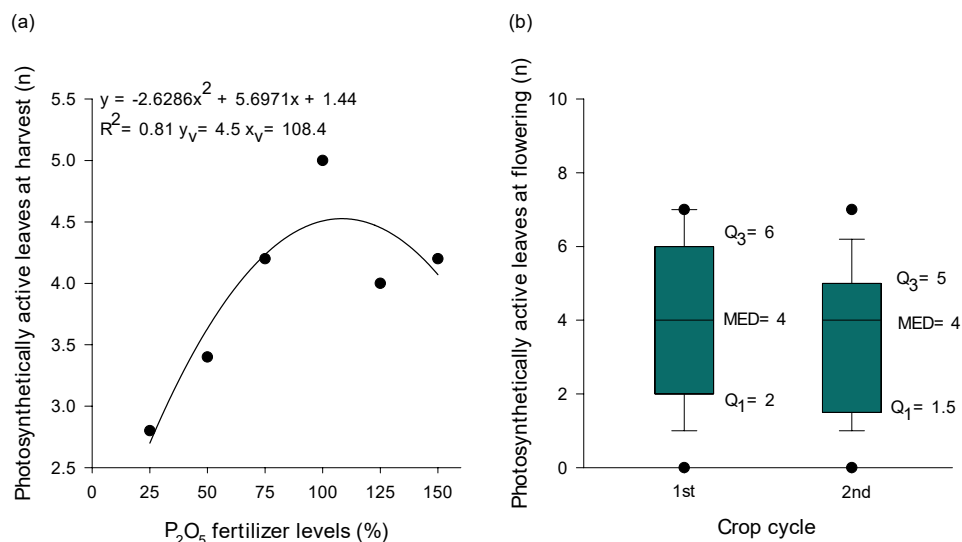 (a)
y = -2.6286x² + 5.6971x + 1.44
R²= 0.81 yᵥ= 4.5 xᵥ= 108.4
Photosynthetically active leaves at harvest (n)
5.5
5.0
4.5
4.0
3.5
3.0
2.5
0
25
50
75
100
125
150
P₂O₅ fertilizer levels (%)
(b)
Photosynthetically active leaves at flowering (n)
10
8
6
4
2
0
Q₃= 6
MED= 4
Q₁= 2
Q₃= 5
MED= 4
Q₁= 1.5
1st
2nd
Crop cycle